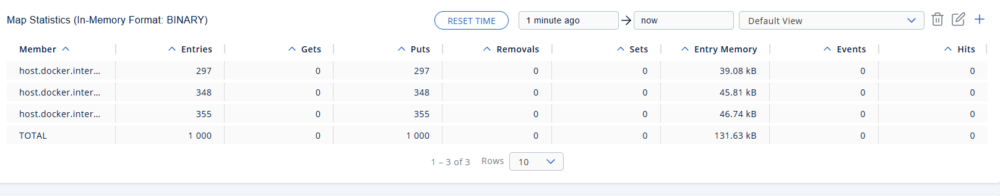 Map Statistics (In-Memory Format: BINARY) RESET TIME 1 minute ago now Default View
Member Entries Gets Puts Removals Sets Entry Memory Events Hits
host.docker.inter... 297 0 297 0 0 39.08 kB 0 0
host.docker.inter... 348 0 348 0 0 45.81 kB 0 0
host.docker.inter... 355 0 355 0 0 46.74 kB 0 0
TOTAL 1 000 0 1 000 0 0 131.63 kB 0 0
1 – 3 of 3 Rows 10